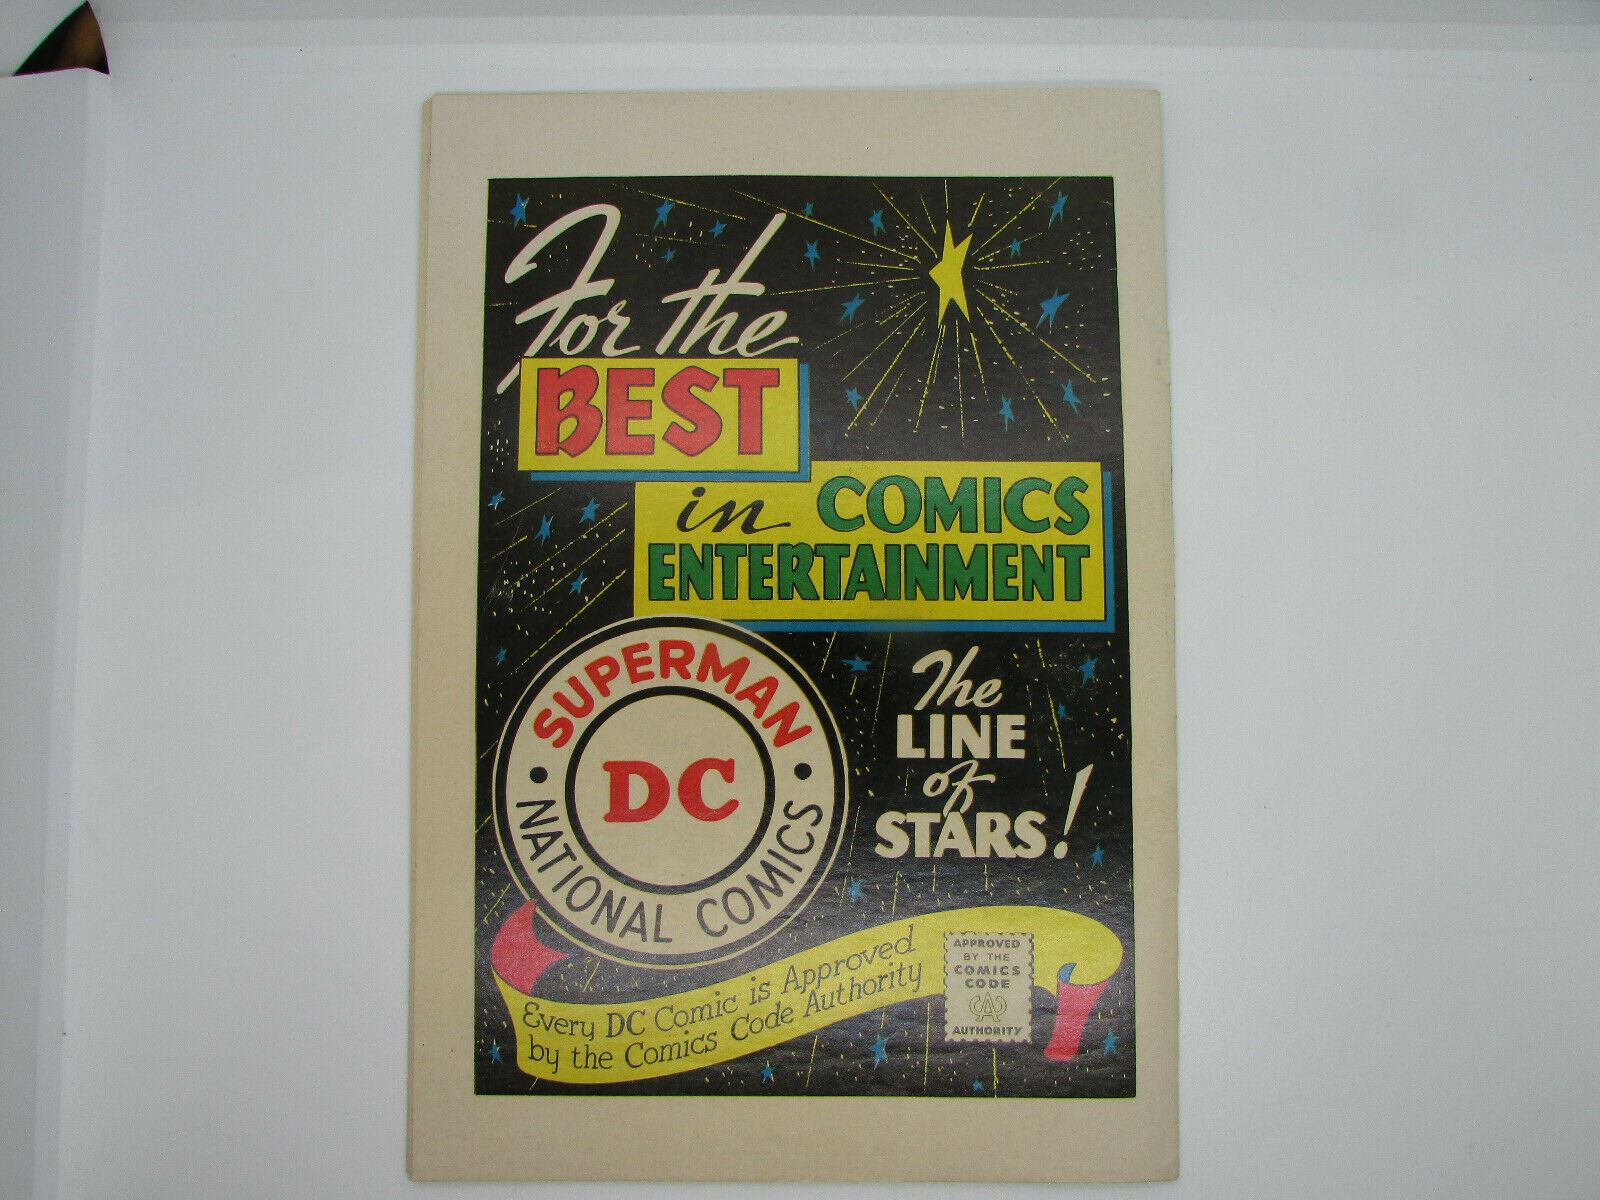 For the
BEST
in COMICS
ENTERTAINMENT
SUPERMAN
DC
NATIONAL COMICS
The
LINE
of
STARS!
Every DC Comic is Approved
by the Comics Code Authority
APPROVED
BY THE
COMICS
CODE
CA
AUTHORITY